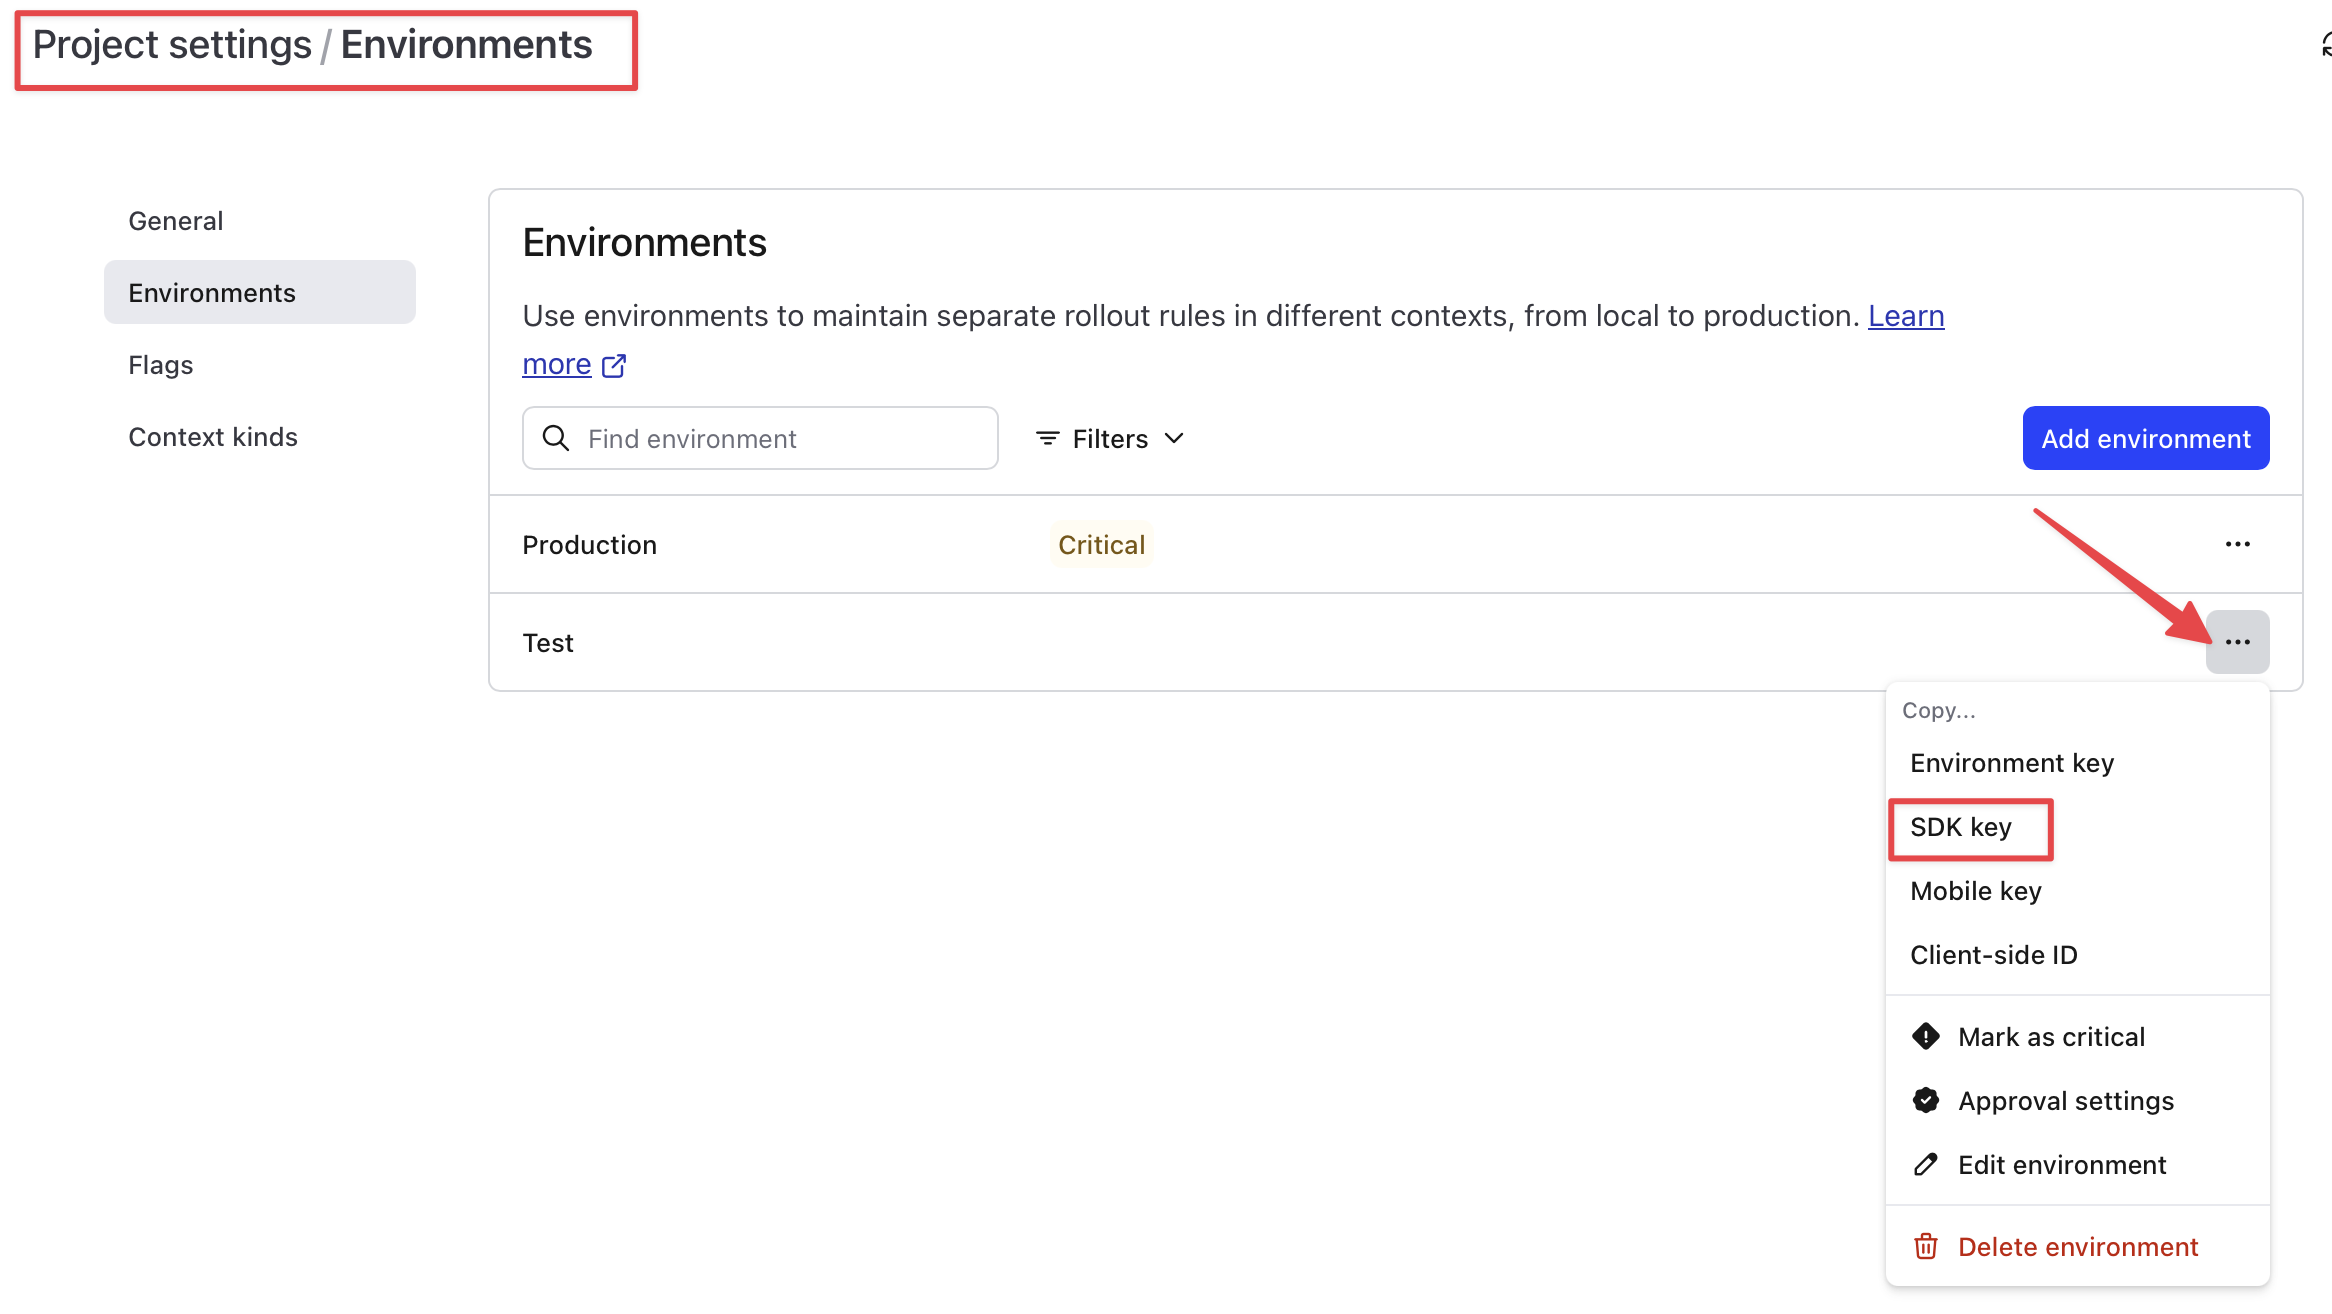 Project settings / Environments
General
Environments
Flags
Context kinds
Environments
Use environments to maintain separate rollout rules in different contexts, from local to production. Learn
more
Find environment
Filters
Add environment
Production
Critical
Test
Copy...
Environment key
SDK key
Mobile key
Client-side ID
Mark as critical
Approval settings
Edit environment
Delete environment